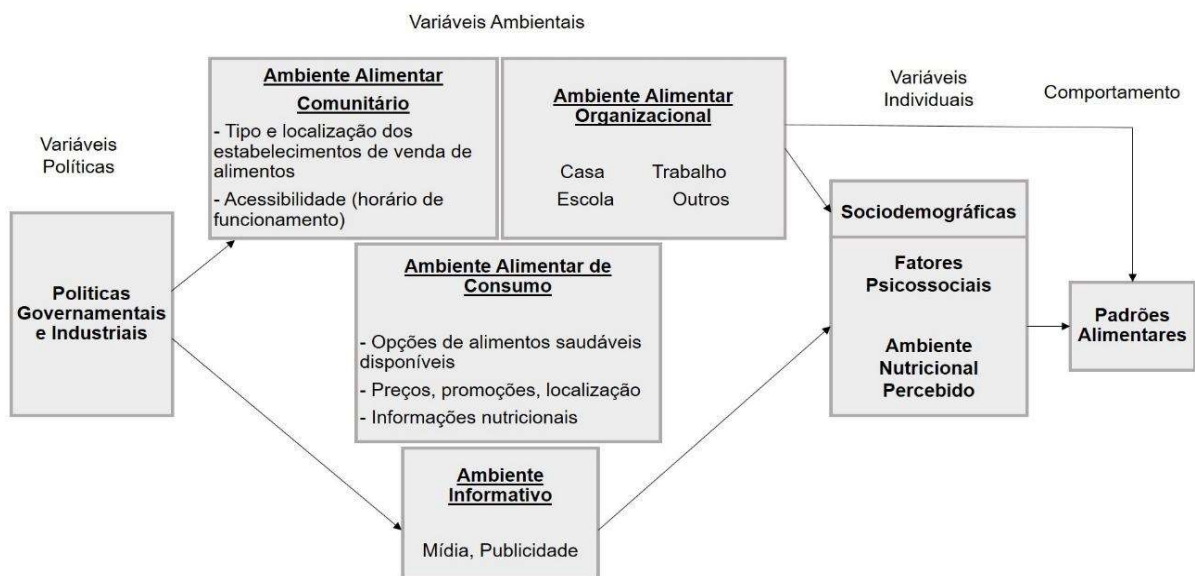 Variáveis Ambientais
Variáveis
Políticas
Politicas
Governamentais
e Industriais
Ambiente Alimentar
Comunitário
- Tipo e localização dos
estabelecimentos de venda de
alimentos
- Acessibilidade (horário de
funcionamento)
Ambiente Alimentar
Organizacional
Casa Trabalho
Escola Outros
Ambiente Alimentar de
Consumo
- Opções de alimentos saudáveis
disponíveis
- Preços, promoções, localização
- Informações nutricionais
Ambiente
Informativo
Mídia, Publicidade
Variáveis
Individuais
Sociodemográficas
Fatores
Psicossociais
Ambiente
Nutricional
Percebido
Comportamento
Padrões
Alimentares